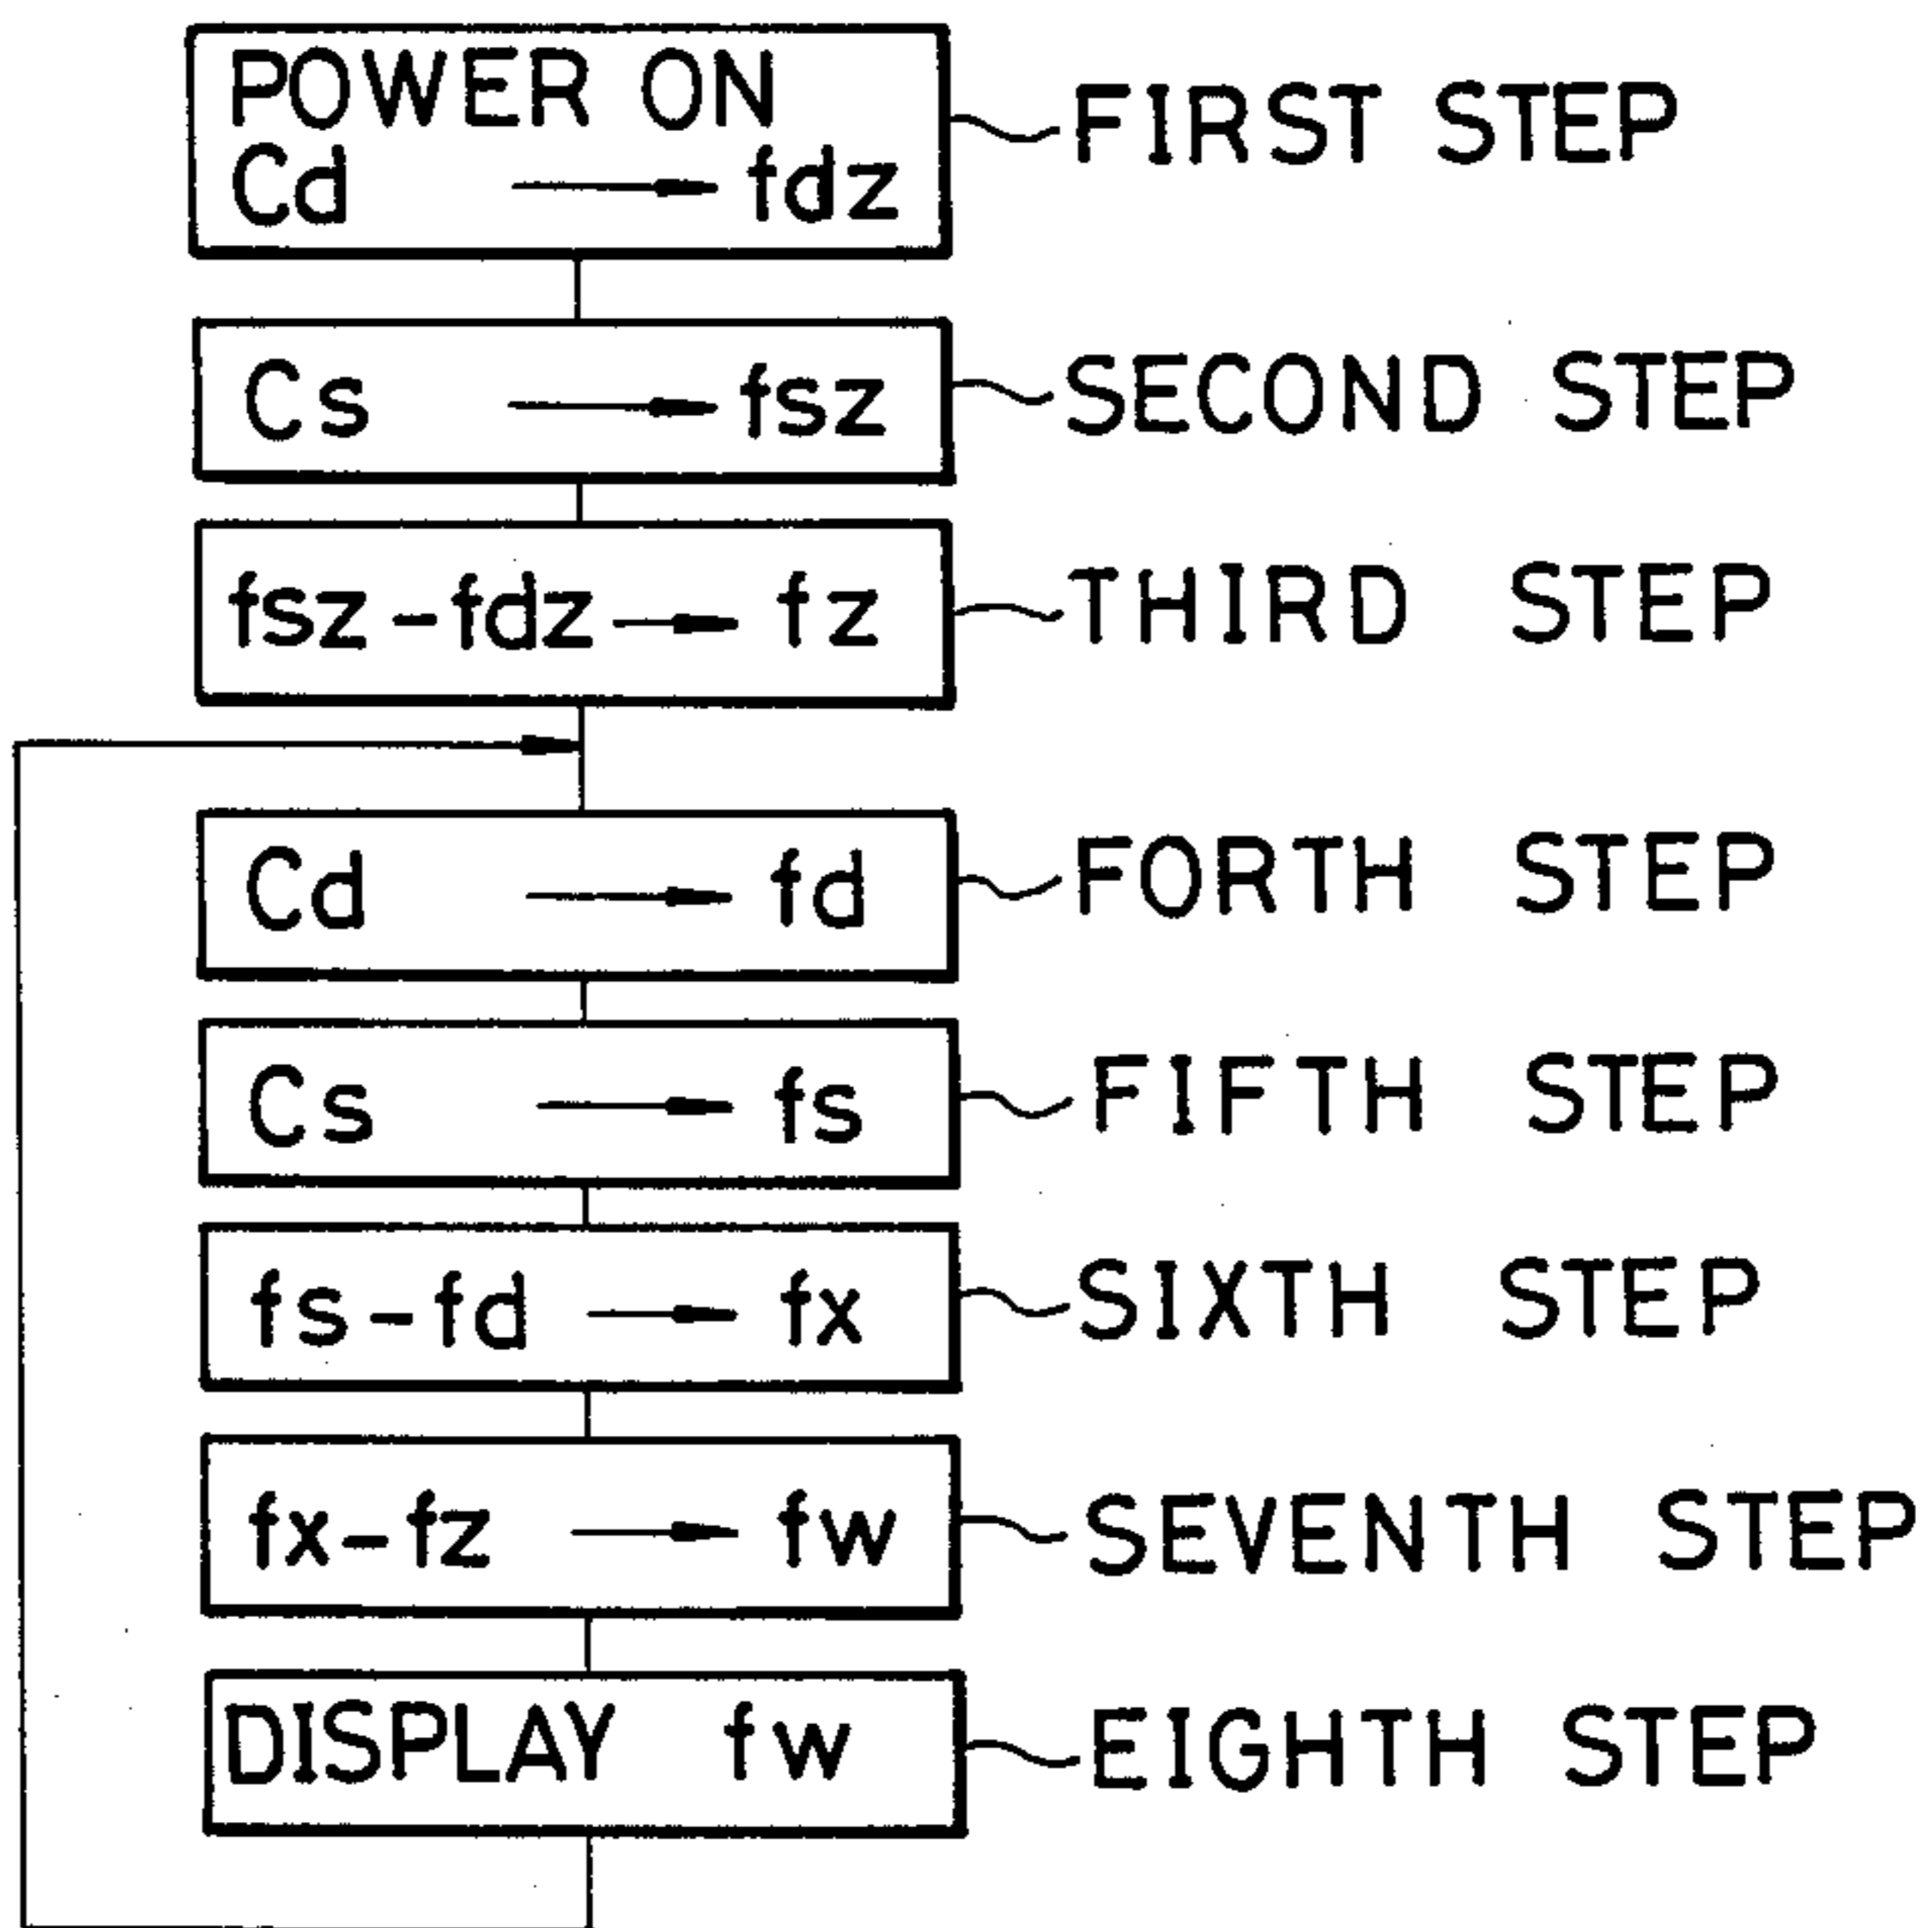 POWER ON
Cd → fdz
FIRST STEP
Cs → fsz
SECOND STEP
fsz - fdz → fz
THIRD STEP
Cd → fd
FORTH STEP
Cs → fs
FIFTH STEP
fs - fd → fx
SIXTH STEP
fx - fz → fw
SEVENTH STEP
DISPLAY fw
EIGHTH STEP